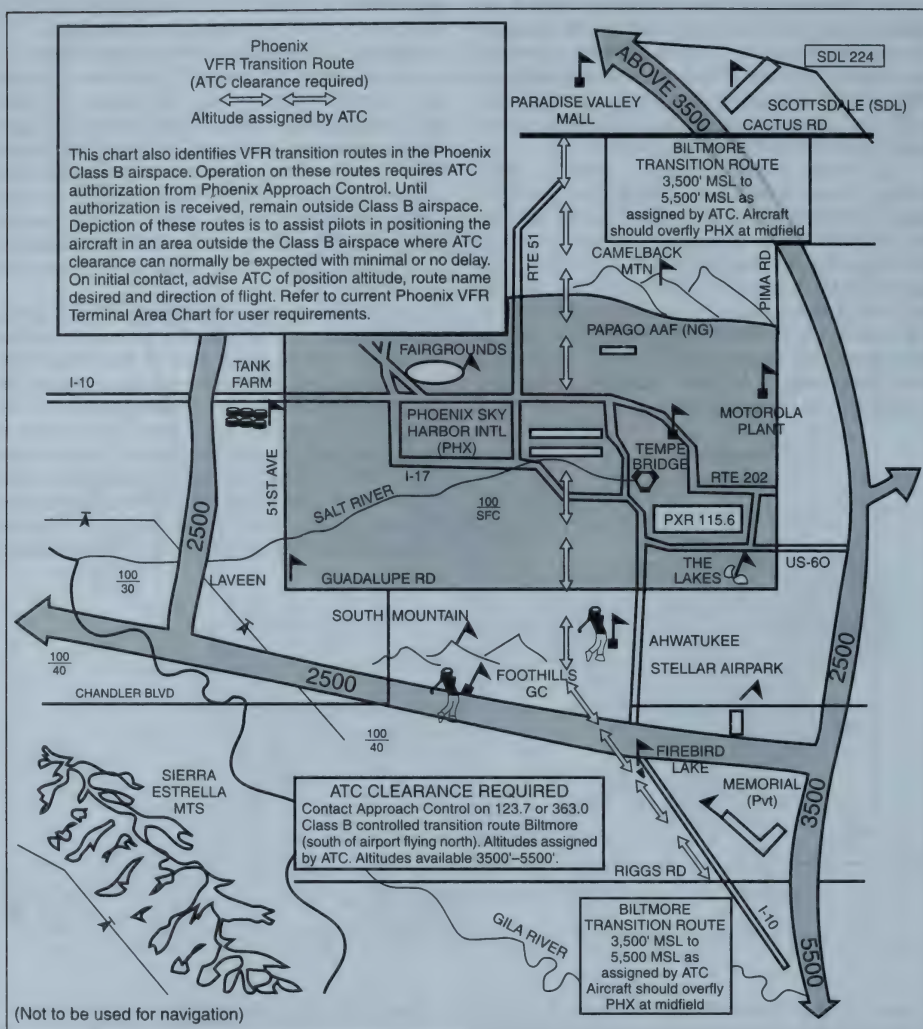 Phoenix
VFR Transition Route
(ATC clearance required)
Altitude assigned by ATC
This chart also identifies VFR transition routes in the Phoenix
Class B airspace. Operation on these routes requires ATC
authorization from Phoenix Approach Control. Until
authorization is received, remain outside Class B airspace.
Depiction of these routes is to assist pilots in positioning the
aircraft in an area outside the Class B airspace where ATC
clearance can normally be expected with minimal or no delay.
On initial contact, advise ATC of position altitude, route name
desired and direction of flight. Refer to current Phoenix VFR
Terminal Area Chart for user requirements.
ABOVE 3500
SDL 224
PARADISE VALLEY
MALL
SCOTTSDALE (SDL)
CACTUS RD
BILTMORE
TRANSITION ROUTE
3,500' MSL to
5,500' MSL as
assigned by ATC. Aircraft
should overfly PHX at midfield
RTE 51
CAMELBACK
MTN
PIMA RD
PAPAGO AAF (NG)
FAIRGROUNDS
I-10
TANK
FARM
PHOENIX SKY
HARBOR INTL
(PHX)
MOTOROLA
PLANT
TEMPE
BRIDGE
I-17
RTE 202
51ST AVE
SALT RIVER
100
SFC
PXR 115.6
2500
US-60
THE
LAKES
100
30
LAVEEN
GUADALUPE RD
SOUTH MOUNTAIN
AHWATUKEE
STELLAR AIRPARK
2500
100
40
2500
FOOTHILLS
GC
CHANDLER BLVD
100
40
FIREBIRD
LAKE
SIERRA
ESTRELLA
MTS
MEMORIAL
(Pvt)
3500
ATC CLEARANCE REQUIRED
Contact Approach Control on 123.7 or 363.0
Class B controlled transition route Biltmore
(south of airport flying north). Altitudes assigned
by ATC. Altitudes available 3500'–5500'.
RIGGS RD
I-10
GILA RIVER
BILTMORE
TRANSITION ROUTE
3,500' MSL to
5,500 MSL as
assigned by ATC
Aircraft should overfly
PHX at midfield
5500
(Not to be used for navigation)